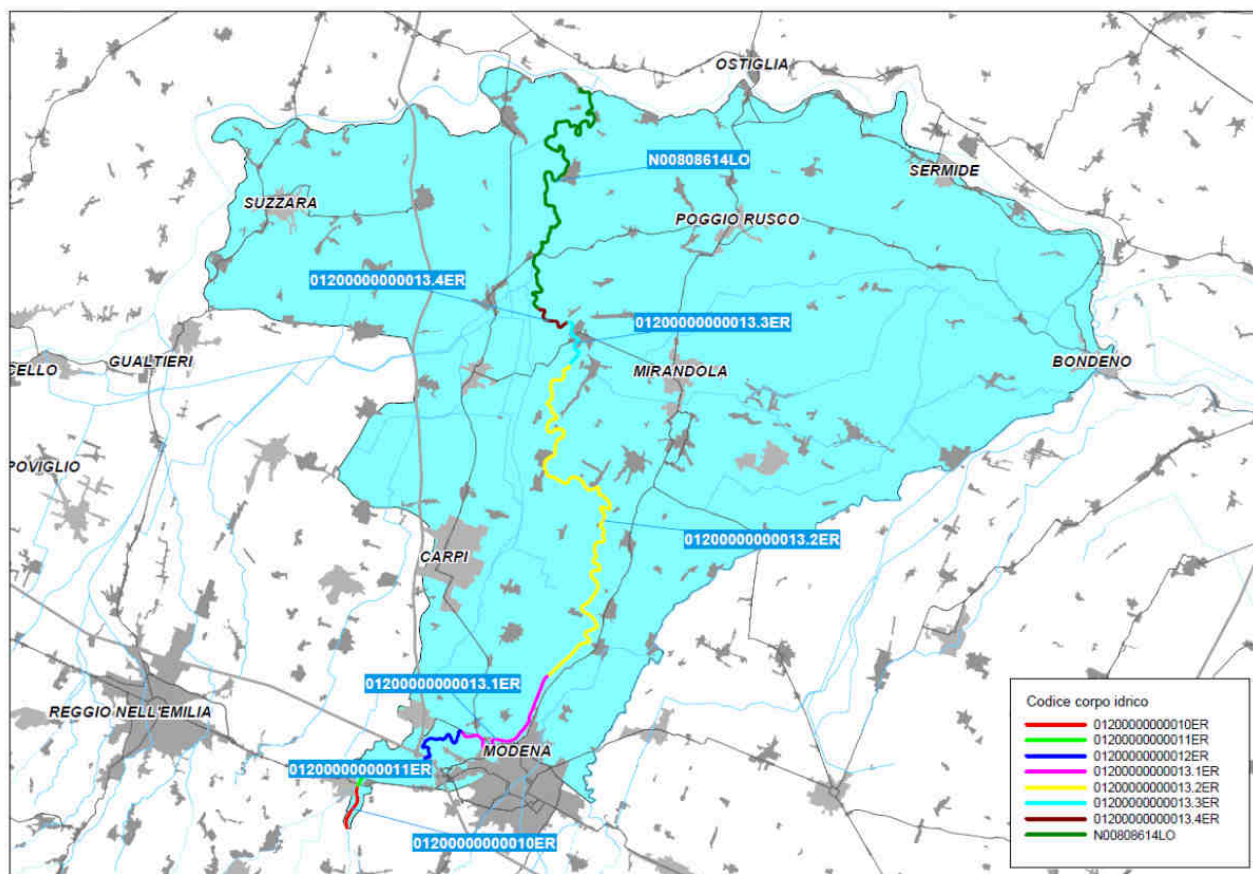 OSTIGLIA
N00808614LO
SERMIDE
SUZZARA
POGGIO RUSCO
01200000000013.4ER
01200000000013.3ER
CELLO
GUALTIERI
MIRANDOLA
BONDENO
POVIGLIO
01200000000013.2ER
CARPI
01200000000013.1ER
REGGIO NELL'EMILIA
MODENA
01200000000011ER
01200000000010ER
Codice corpo idrico
01200000000010ER
01200000000011ER
01200000000012ER
01200000000013.1ER
01200000000013.2ER
01200000000013.3ER
01200000000013.4ER
N00808614LO